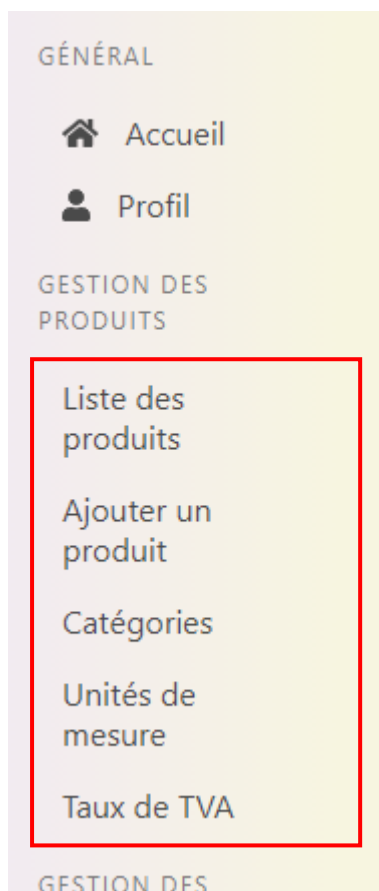 GÉNÉRAL
Accueil
Profil
GESTION DES
PRODUITS
Liste des
produits
Ajouter un
produit
Catégories
Unités de
mesure
Taux de TVA
GESTION DES